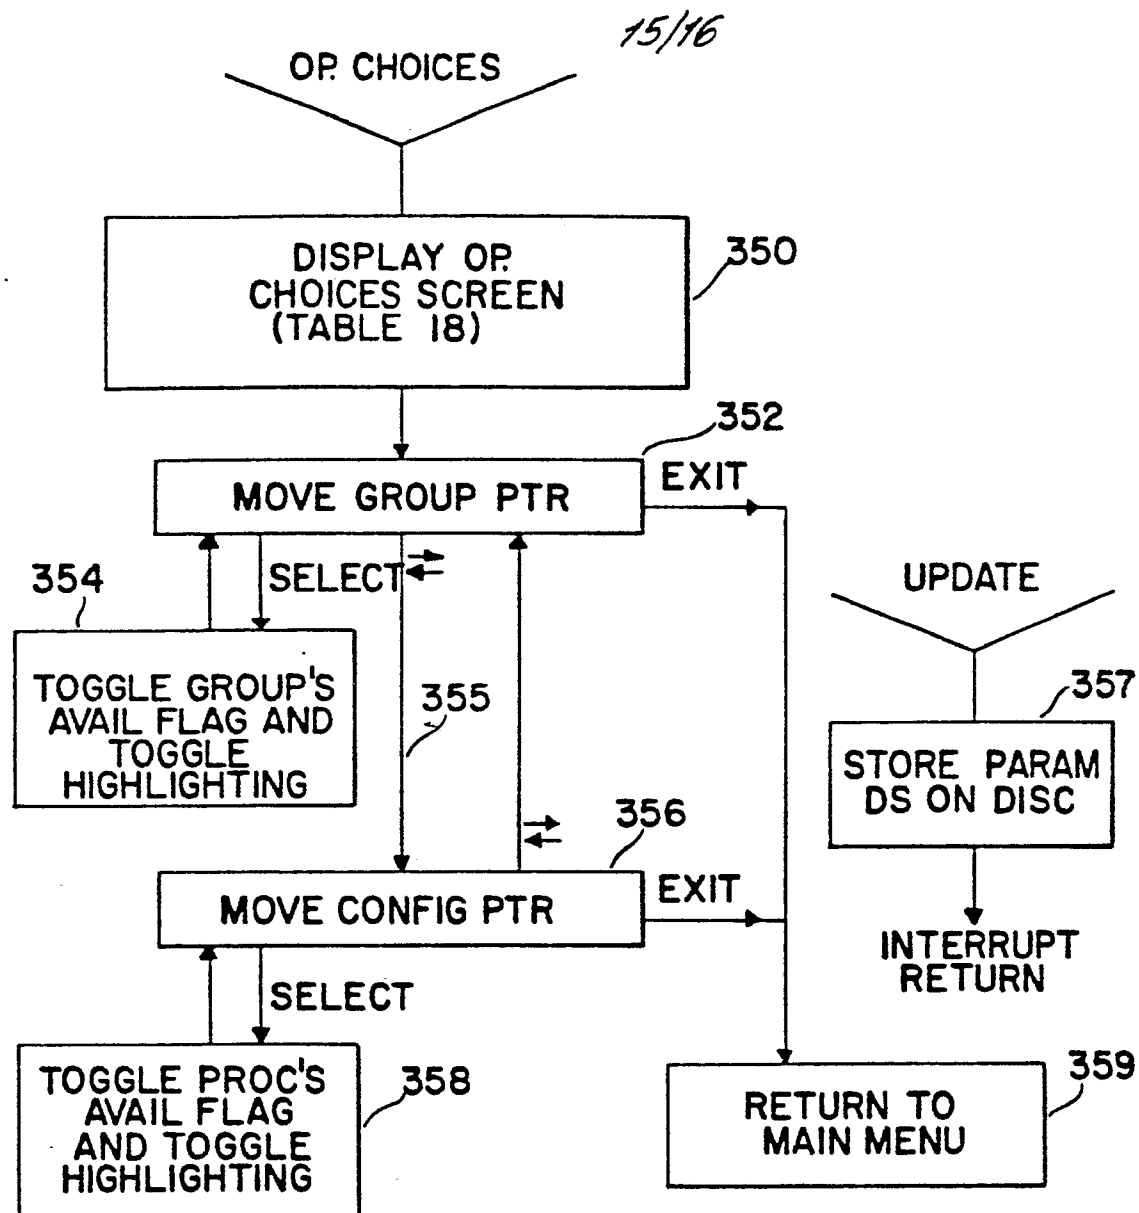 15/16
OP. CHOICES
DISPLAY OP.
CHOICES SCREEN
(TABLE 18)
350
352
MOVE GROUP PTR
EXIT
354
SELECT
UPDATE
TOGGLE GROUP'S
AVAIL FLAG AND
TOGGLE
HIGHLIGHTING
355
357
STORE PARAM
DS ON DISC
356
MOVE CONFIG PTR
EXIT
INTERRUPT
RETURN
SELECT
TOGGLE PROC'S
AVAIL FLAG
AND TOGGLE
HIGHLIGHTING
358
359
RETURN TO
MAIN MENU